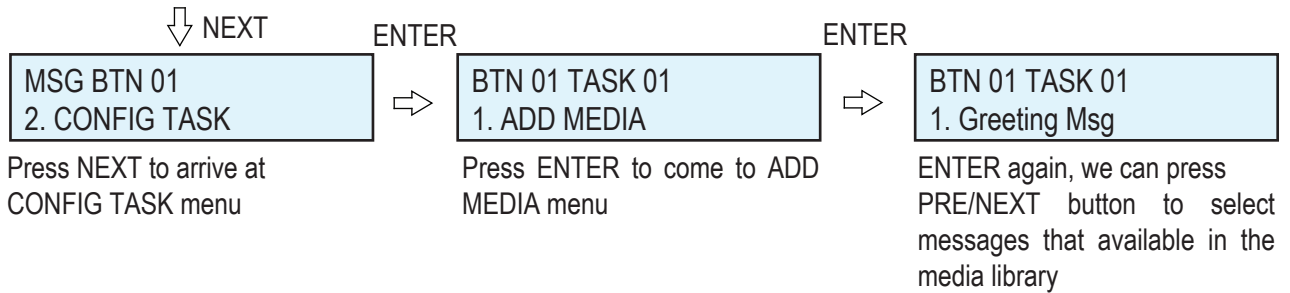 NEXT
ENTER
ENTER
MSG BTN 01
2. CONFIG TASK
BTN 01 TASK 01
1. ADD MEDIA
BTN 01 TASK 01
1. Greeting Msg
Press NEXT to arrive at
CONFIG TASK menu
Press ENTER to come to ADD
MEDIA menu
ENTER again, we can press
PRE/NEXT button to select
messages that available in the
media library